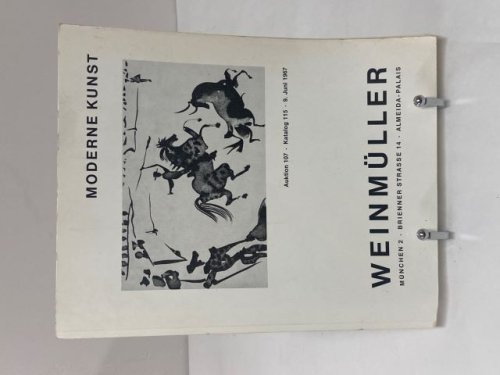 MODERNE KUNST
Auktion 107 · Katalog 115 · 9. Juni 1967
WEINMÜLLER
MÜNCHEN 2 · BRIENNER STRASSE 14 · ALMEIDA-PALAIS